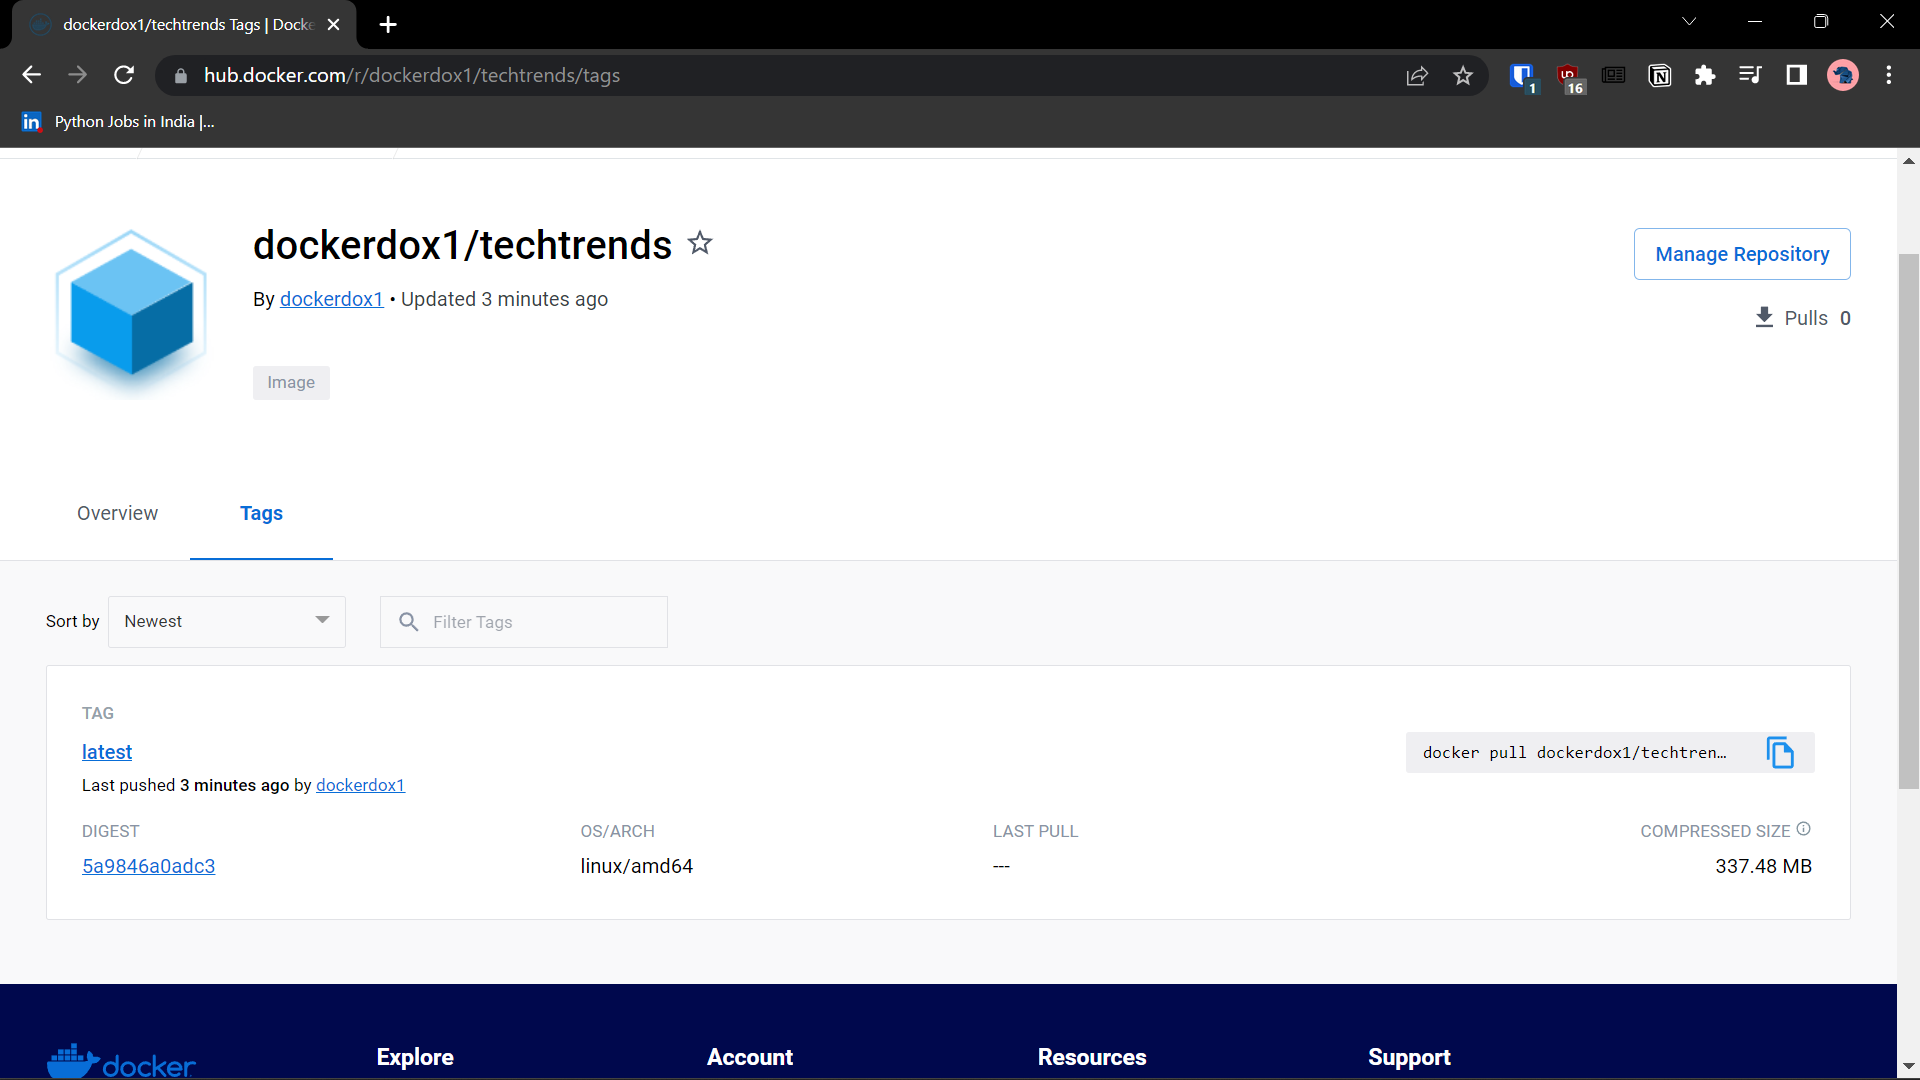 dockerdox1/techtrends Tags | Docke
hub.docker.com/r/dockerdox1/techtrends/tags
1
16
in Python Jobs in India |...
dockerdox1/techtrends
By dockerdox1 • Updated 3 minutes ago
Manage Repository
Pulls 0
Image
Overview
Tags
Sort by
Newest
Filter Tags
TAG
latest
docker pull dockerdox1/techtren…
Last pushed 3 minutes ago by dockerdox1
DIGEST
OS/ARCH
LAST PULL
COMPRESSED SIZE
5a9846a0adc3
linux/amd64
---
337.48 MB
docker
Explore
Account
Resources
Support